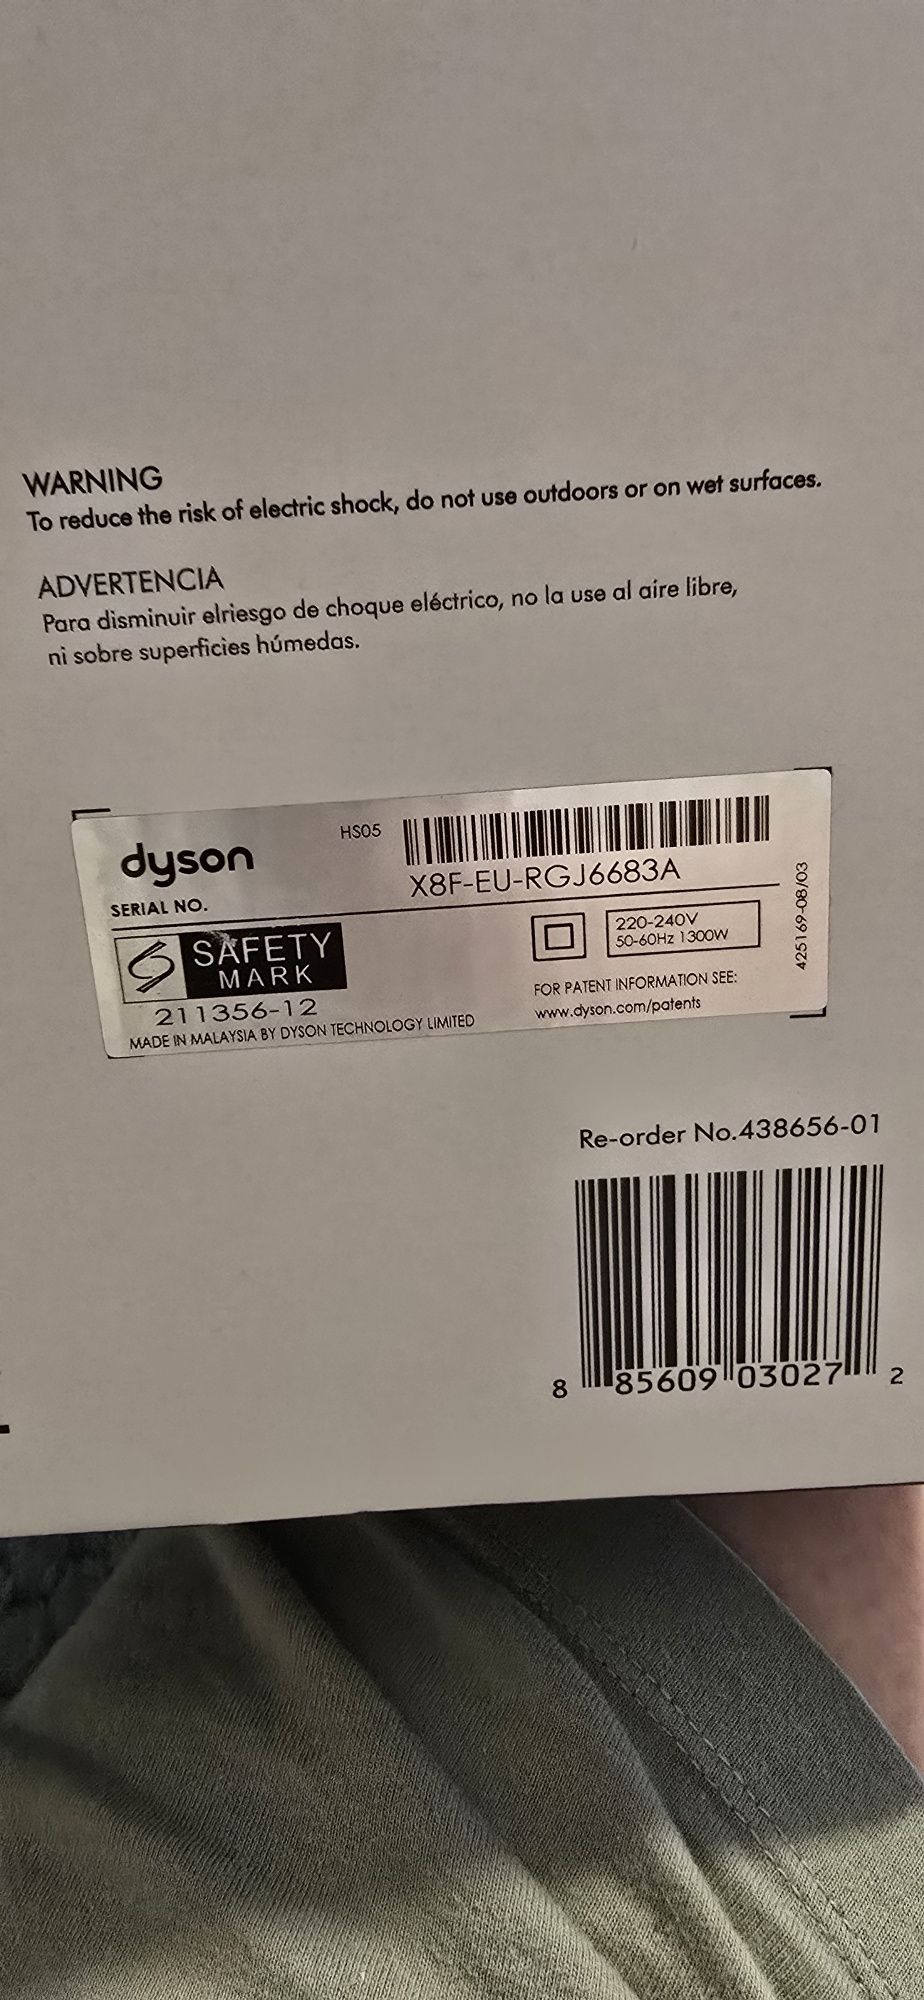 WARNING
To reduce the risk of electric shock, do not use outdoors or on wet surfaces.
ADVERTENCIA
Para disminuir elriesgo de choque eléctrico, no la use al aire libre,
ni sobre superficies húmedas.
dyson
HS05
SERIAL NO.
X8F-EU-RGJ6683A
SAFETY
MARK
211356-12
MADE IN MALAYSIA BY DYSON TECHNOLOGY LIMITED
220-240V
50-60Hz 1300W
FOR PATENT INFORMATION SEE:
www.dyson.com/patents
425169-08/03
Re-order No.438656-01
8 85609 03027 2